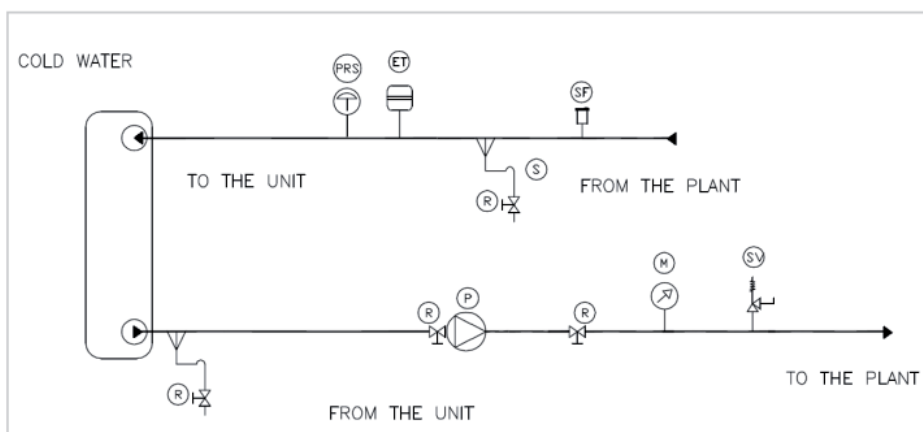 COLD WATER
PRS
ET
SF
TO THE UNIT
S
FROM THE PLANT
R
M
SV
R
P
R
R
TO THE PLANT
FROM THE UNIT